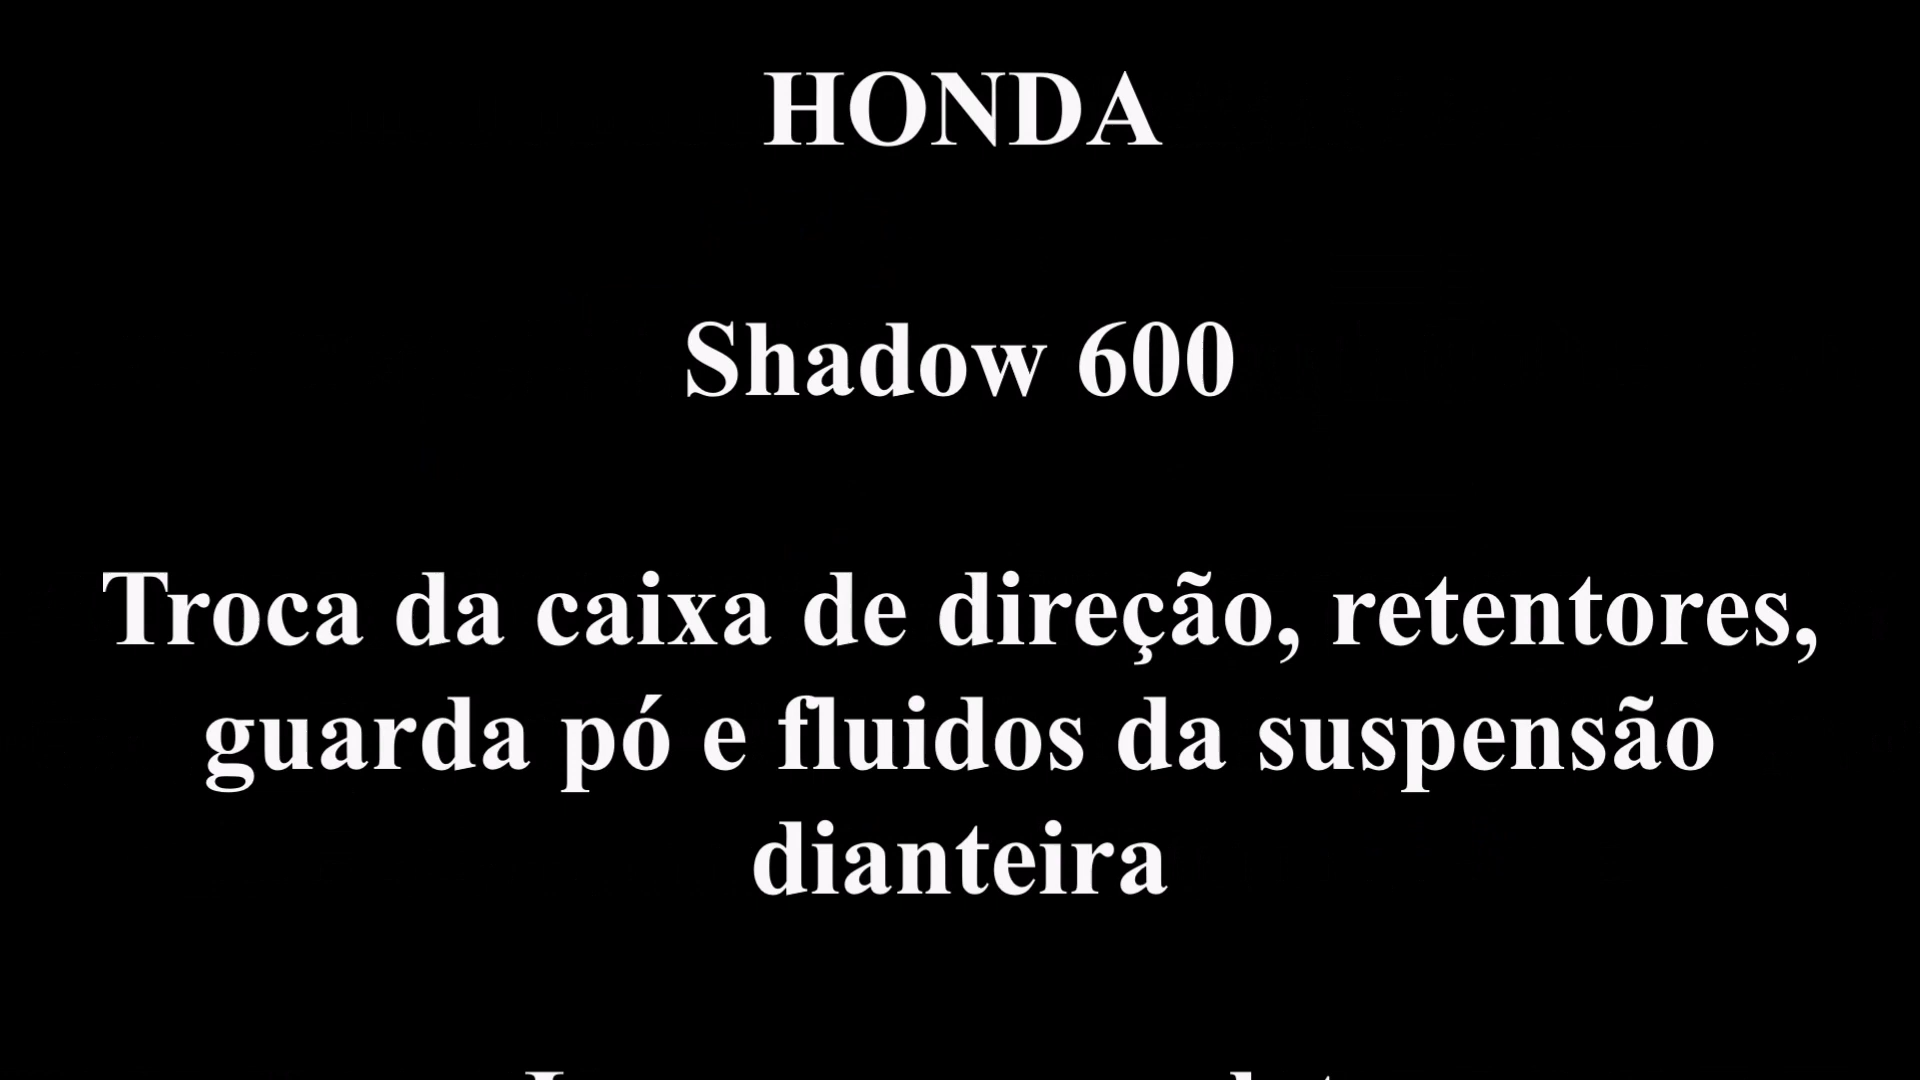 HONDA
Shadow 600
Troca da caixa de direção, retentores,
guarda pó e fluidos da suspensão
dianteira